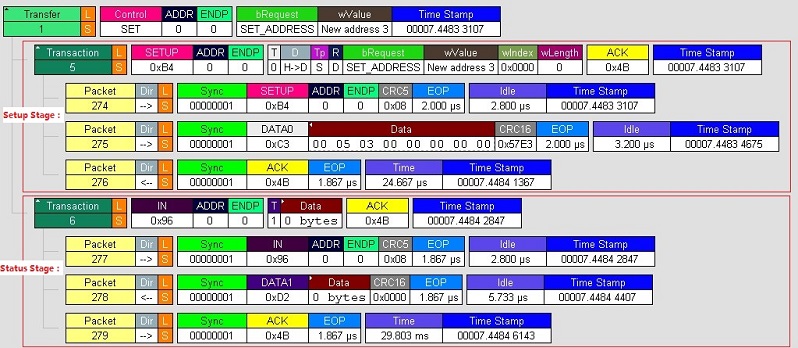 Transfer L Control ADDR ENDP bRequest wValue Time Stamp
1 S SET 0 0 SET_ADDRESS New address 3 00007.4483 3107
Transaction L SETUP ADDR ENDP T D Tp R bRequest wValue wIndex wLength ACK Time Stamp
5 S 0xB4 0 0 0 H->D S D SET_ADDRESS New address 3 0x0000 0 0x4B 00007.4483 3107
Packet Dir L Sync SETUP ADDR ENDP CRC5 EOP Idle Time Stamp
274 --> S 00000001 0xB4 0 0 0x08 2.000 µs 2.800 µs 00007.4483 3107
Setup Stage :
Packet Dir L Sync DATA0 Data CRC16 EOP Idle Time Stamp
275 --> S 00000001 0xC3 00 05 03 00 00 00 00 00 0x57E3 2.000 µs 3.200 µs 00007.4483 4675
Packet Dir L Sync ACK EOP Time Time Stamp
276 <-- S 00000001 0x4B 1.867 µs 24.667 µs 00007.4484 1367
Transaction L IN ADDR ENDP T Data ACK Time Stamp
6 S 0x96 0 0 1 0 bytes 0x4B 00007.4484 2847
Packet Dir L Sync IN ADDR ENDP CRC5 EOP Idle Time Stamp
277 --> S 00000001 0x96 0 0 0x08 1.867 µs 2.800 µs 00007.4484 2847
Status Stage :
Packet Dir L Sync DATA1 Data CRC16 EOP Idle Time Stamp
278 <-- S 00000001 0xD2 0 bytes 0x0000 1.867 µs 5.733 µs 00007.4484 4407
Packet Dir L Sync ACK EOP Time Time Stamp
279 --> S 00000001 0x4B 1.867 µs 29.803 ms 00007.4484 6143